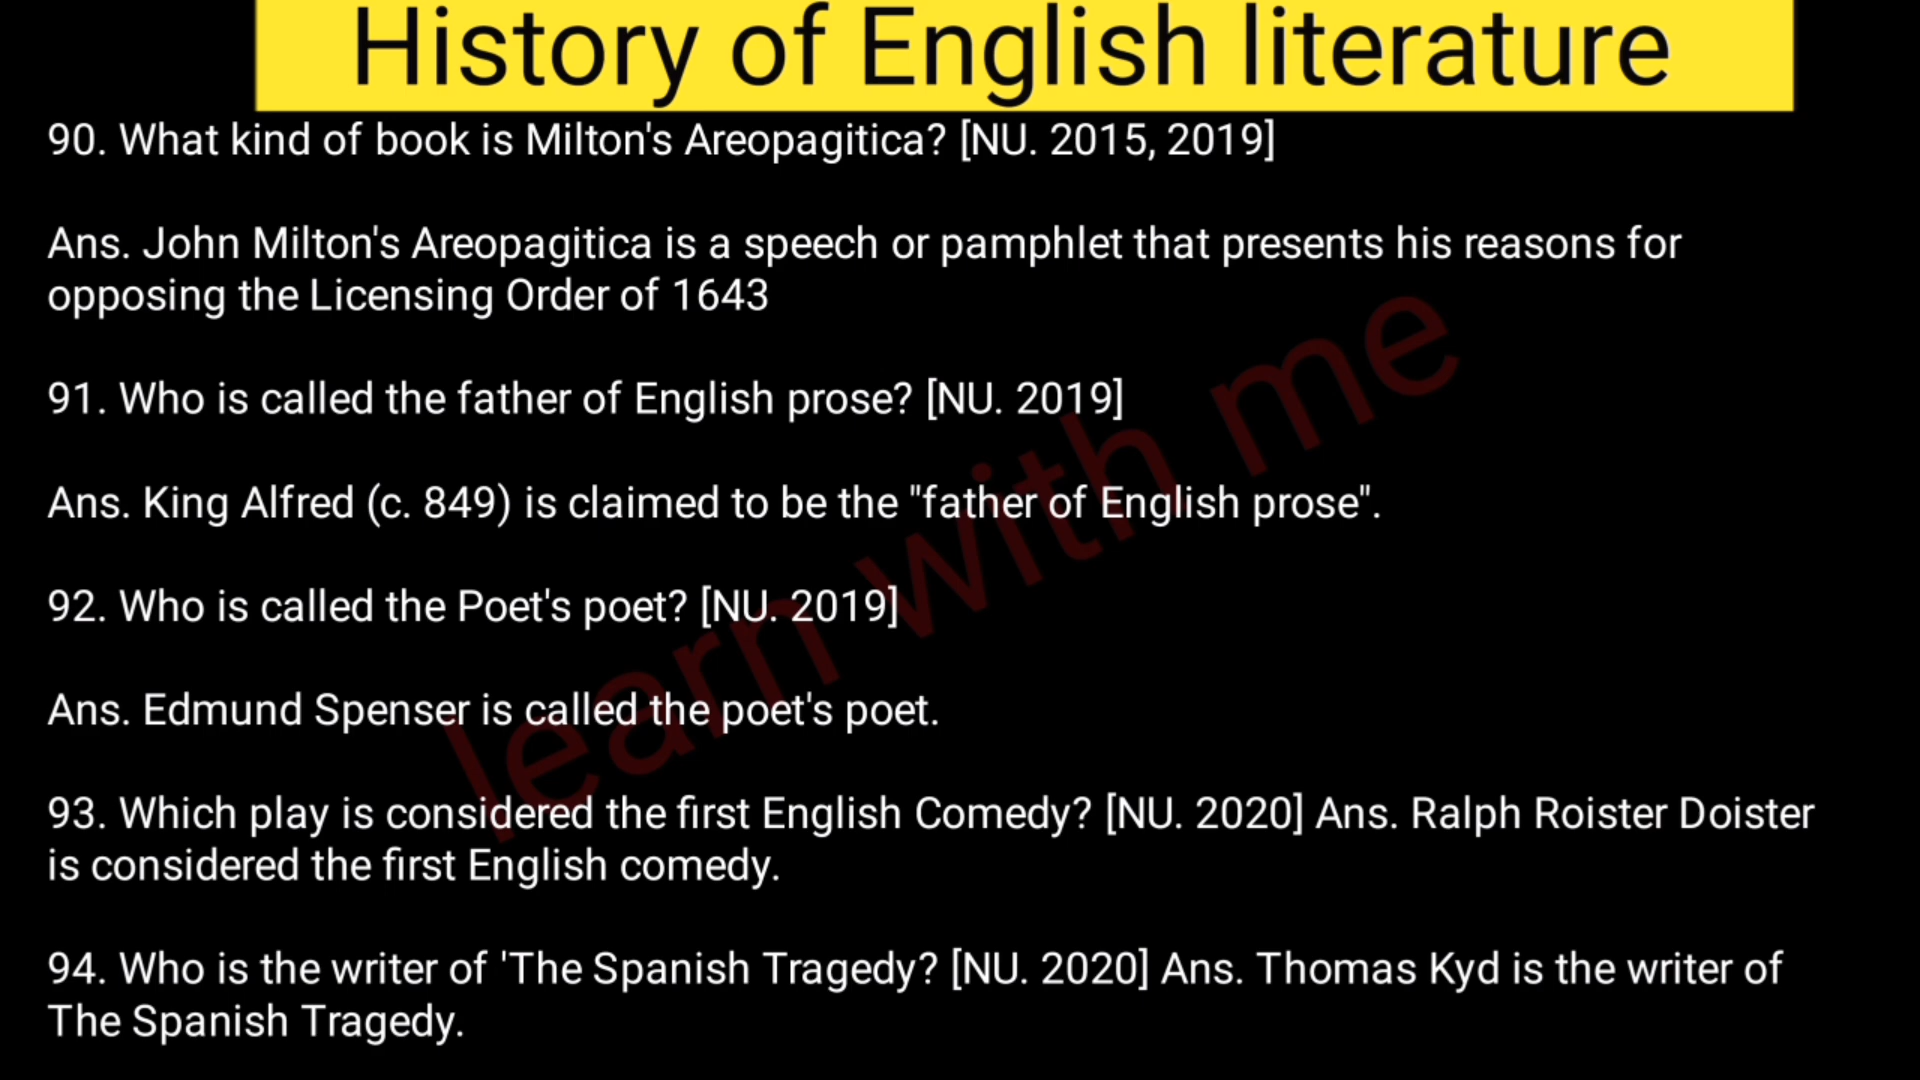 History of English literature
90. What kind of book is Milton's Areopagitica? [NU. 2015, 2019]
Ans. John Milton's Areopagitica is a speech or pamphlet that presents his reasons for
opposing the Licensing Order of 1643
91. Who is called the father of English prose? [NU. 2019]
Ans. King Alfred (c. 849) is claimed to be the "father of English prose".
92. Who is called the Poet's poet? [NU. 2019]
Ans. Edmund Spenser is called the poet's poet.
93. Which play is considered the first English Comedy? [NU. 2020] Ans. Ralph Roister Doister
is considered the first English comedy.
94. Who is the writer of 'The Spanish Tragedy? [NU. 2020] Ans. Thomas Kyd is the writer of
The Spanish Tragedy.
learn with me